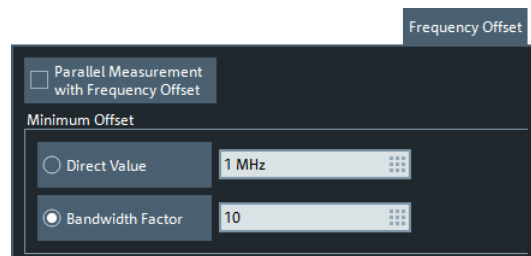 Frequency Offset
Parallel Measurement
with Frequency Offset
Minimum Offset
Direct Value
1 MHz
Bandwidth Factor
10